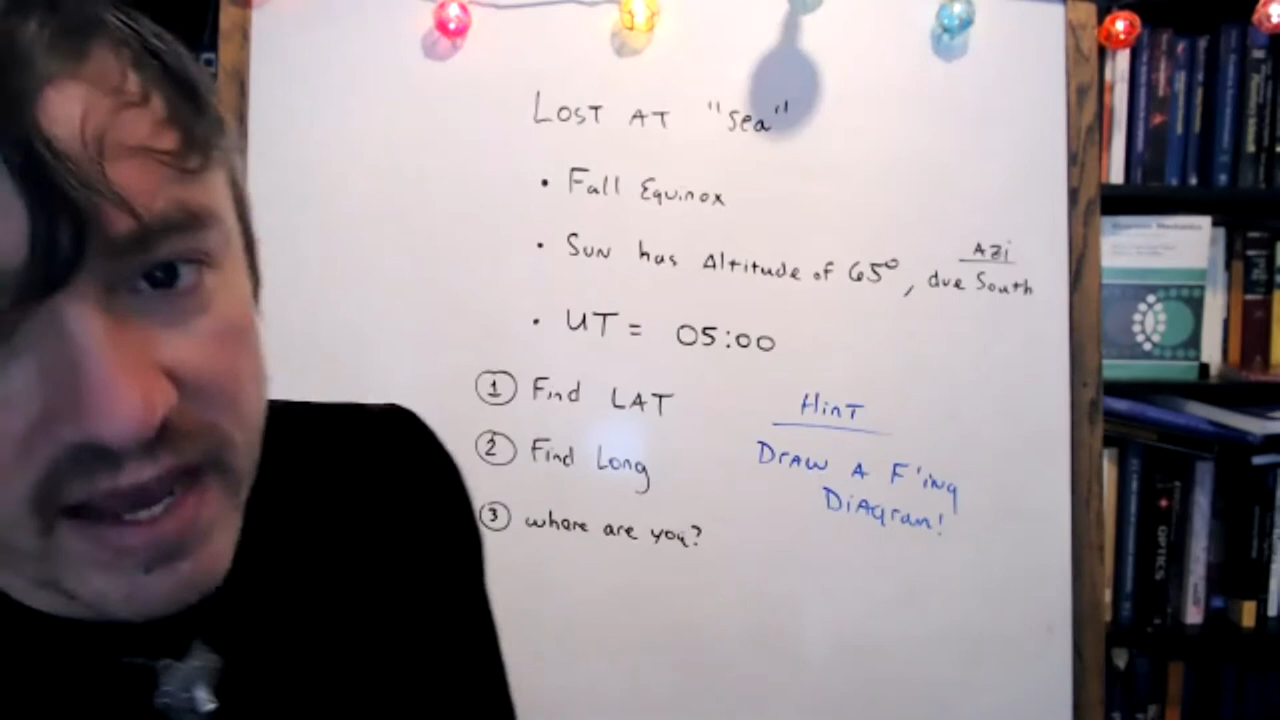 LOST AT "Sea"
• Fall Equinox
• Sun has Altitude of 65°, due South
AZi
• UT = 05:00
① Find LAT
② Find Long
③ where are you?
HinT
Draw A F'ing
Diagram!
OPTICS